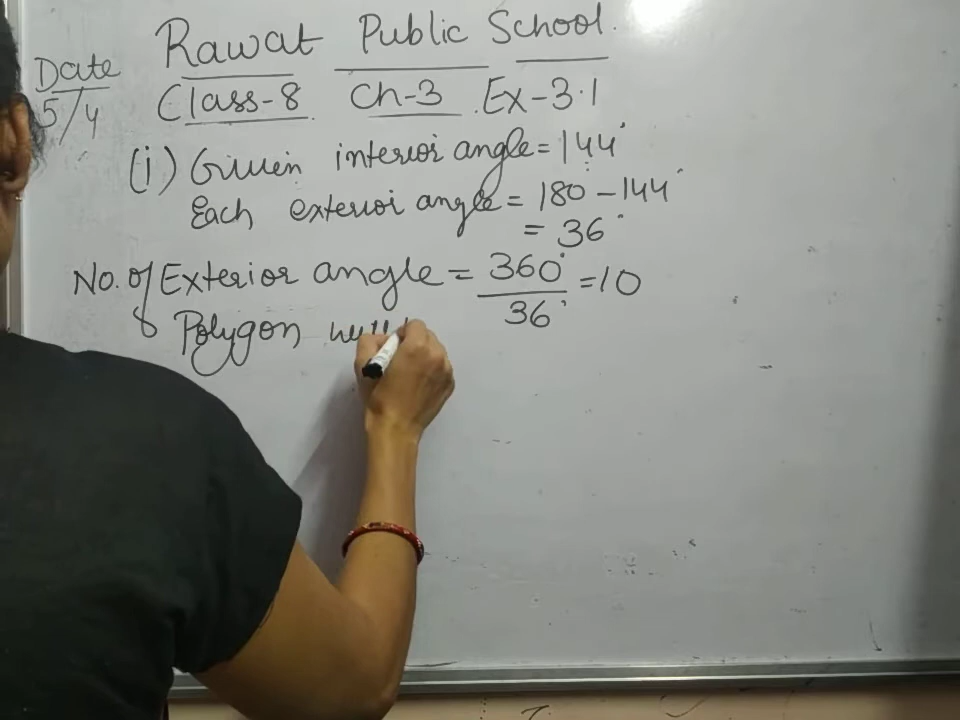 Rawat Public School.
Date
5/4
Class-8 Ch-3 Ex-3.1
(i) Given interior angle = 144°
Each exterior angle = 180 - 144°
= 36°
No. of Exterior angle = 360°/36° = 10
Polygon will